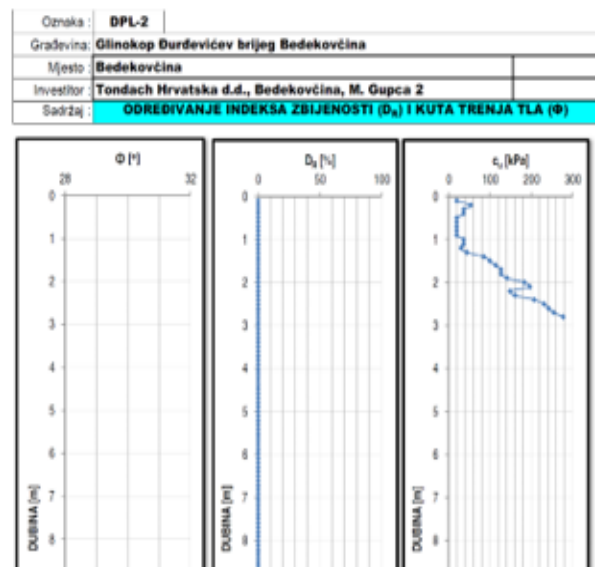 Oznaka : DPL-2
Građevina: Glinokop Đurđevićev brijeg Bedekovčina
Mjesto : Bedekovčina
Investitor : Tondach Hrvatska d.d., Bedekovčina, M. Gupca 2
Sadržaj : ODREĐIVANJE INDEKSA ZBIJENOSTI (D_R) I KUTA TRENJA TLA (Φ)
Φ [°]
28 32
0
1
2
3
4
5
6
7
8
DUBINA [m]
D_R [%]
0 50 100
0
1
2
3
4
5
6
7
8
DUBINA [m]
c_u [kPa]
0 100 200 300
0
1
2
3
4
5
6
7
8
DUBINA [m]